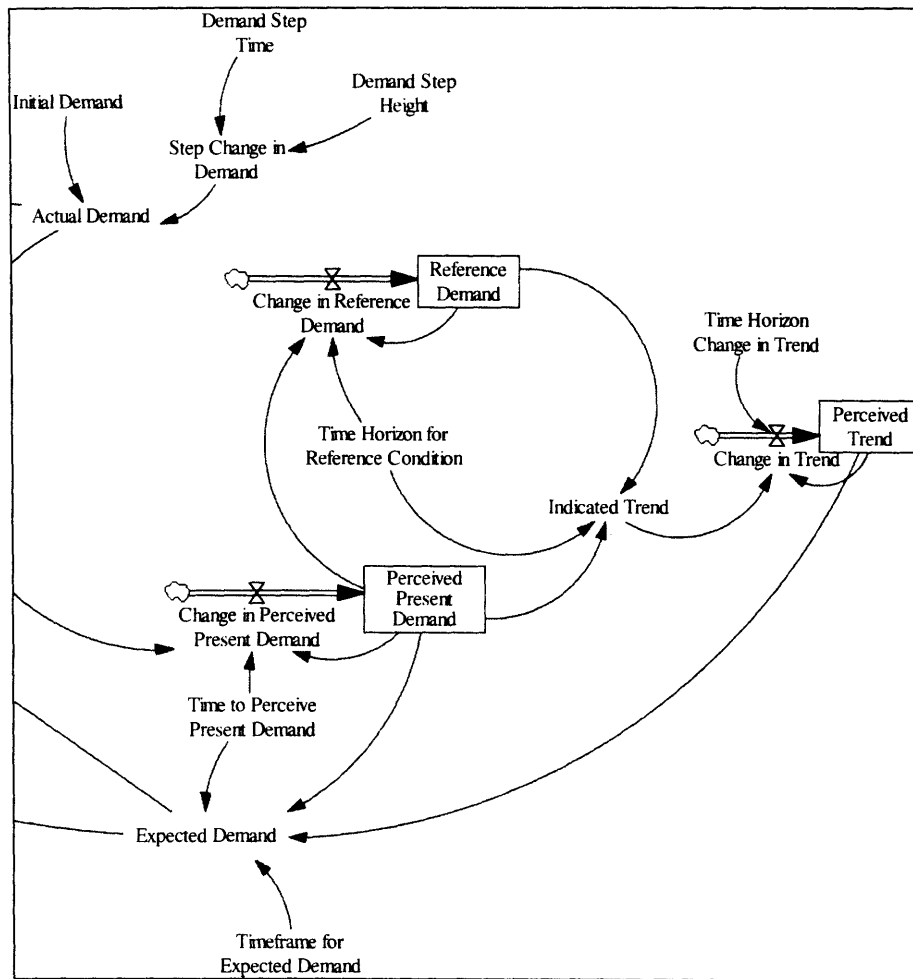 Demand Step
Time
Demand Step
Height
Initial Demand
Step Change in
Demand
Actual Demand
Reference
Demand
Change in Reference
Demand
Time Horizon
Change in Trend
Perceived
Trend
Change in Trend
Time Horizon for
Reference Condition
Indicated Trend
Perceived
Present
Demand
Change in Perceived
Present Demand
Time to Perceive
Present Demand
Expected Demand
Timeframe for
Expected Demand